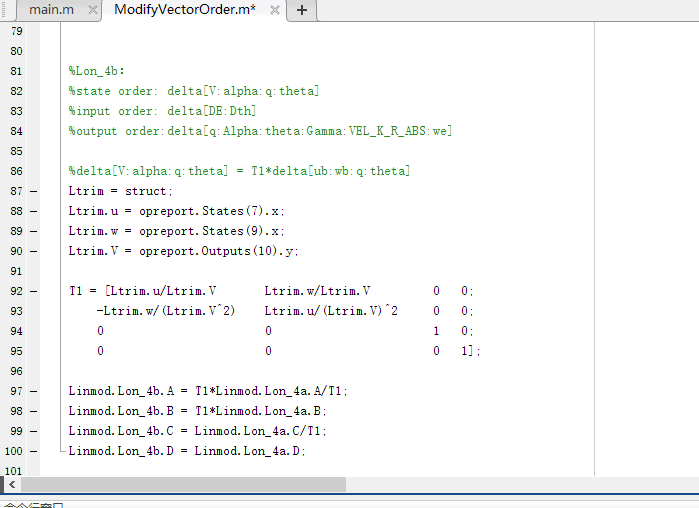 main.m × ModifyVectorOrder.m* × +
79
80
81 %Lon_4b:
82 %state order: delta[V;alpha;q;theta]
83 %input order: delta[DE;Dth]
84 %output order:delta[q;Alpha;theta;Gamma;VEL_K_R_ABS;we]
85
86 %delta[V;alpha;q;theta] = T1*delta[ub;wb;q;theta]
87 – Ltrim = struct;
88 – Ltrim.u = opreport.States(7).x;
89 – Ltrim.w = opreport.States(9).x;
90 – Ltrim.V = opreport.Outputs(10).y;
91
92 – T1 = [Ltrim.u/Ltrim.V Ltrim.w/Ltrim.V 0 0;
93 -Ltrim.w/(Ltrim.V^2) Ltrim.u/(Ltrim.V)^2 0 0;
94 0 0 1 0;
95 0 0 0 1];
96
97 – Linmod.Lon_4b.A = T1*Linmod.Lon_4a.A/T1;
98 – Linmod.Lon_4b.B = T1*Linmod.Lon_4a.B;
99 – Linmod.Lon_4b.C = Linmod.Lon_4a.C/T1;
100 – Linmod.Lon_4b.D = Linmod.Lon_4a.D;
101
命令行窗口